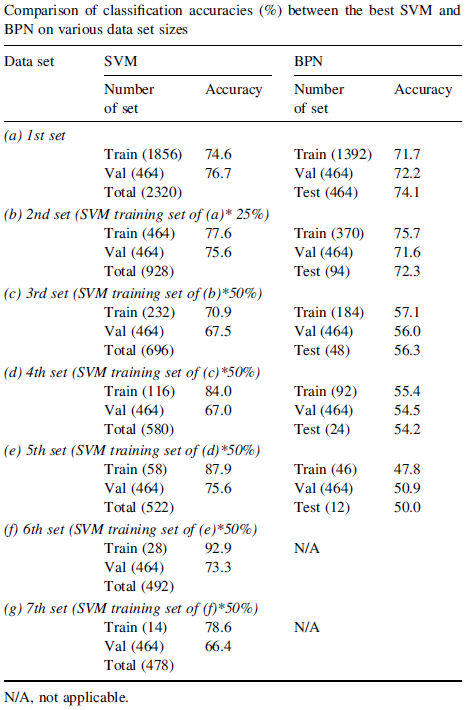 Comparison of classification accuracies (%) between the best SVM and
BPN on various data set sizes
Data set SVM BPN
Number Accuracy Number Accuracy
of set of set
(a) 1st set
Train (1856) 74.6 Train (1392) 71.7
Val (464) 76.7 Val (464) 72.2
Total (2320) Test (464) 74.1
(b) 2nd set (SVM training set of (a)* 25%)
Train (464) 77.6 Train (370) 75.7
Val (464) 75.6 Val (464) 71.6
Total (928) Test (94) 72.3
(c) 3rd set (SVM training set of (b)*50%)
Train (232) 70.9 Train (184) 57.1
Val (464) 67.5 Val (464) 56.0
Total (696) Test (48) 56.3
(d) 4th set (SVM training set of (c)*50%)
Train (116) 84.0 Train (92) 55.4
Val (464) 67.0 Val (464) 54.5
Total (580) Test (24) 54.2
(e) 5th set (SVM training set of (d)*50%)
Train (58) 87.9 Train (46) 47.8
Val (464) 75.6 Val (464) 50.9
Total (522) Test (12) 50.0
(f) 6th set (SVM training set of (e)*50%)
Train (28) 92.9 N/A
Val (464) 73.3
Total (492)
(g) 7th set (SVM training set of (f)*50%)
Train (14) 78.6 N/A
Val (464) 66.4
Total (478)
N/A, not applicable.